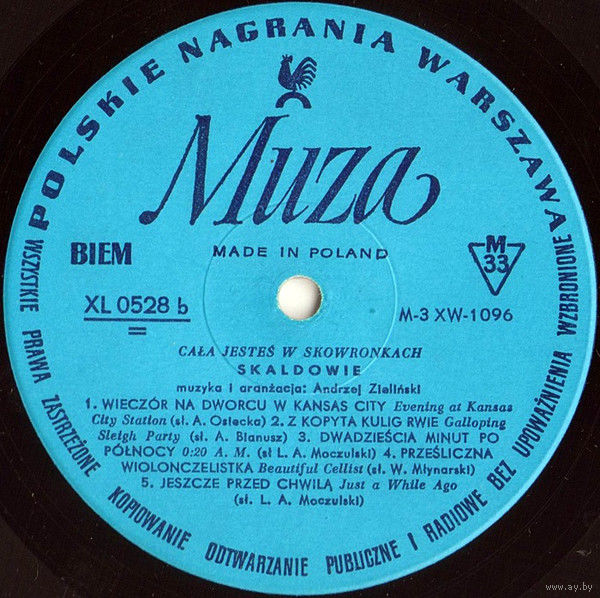 POLSKIE NAGRANIA WARSZAWA
Muza
MADE IN POLAND
BIEM
M
33
XL 0528 b
M-3 XW-1096
CAŁA JESTEŚ W SKOWRONKACH
SKALDOWIE
muzyka i aranżacja: Andrzej Zieliński
1. WIECZÓR NA DWORCU W KANSAS CITY Evening at Kansas
City Station (sł. A. Osiecka) 2. Z KOPYTA KULIG RWIE Galloping
Sleigh Party (sł. A. Bianusz) 3. DWADZIEŚCIA MINUT PO
PÓŁNOCY 0:20 A. M. (sł L. A. Moczulski) 4. PRZEŚLICZNA
WIOLONCZELISTKA Beautiful Cellist (sł. W. Młynarski)
5. JESZCZE PRZED CHWILĄ Just a While Ago
(sł. L. A. Moczulski)
WSZYSTKIE PRAWA ZASTRZEŻONE KOPIOWANIE ODTWARZANIE PUBLICZNE I RADIOWE BEZ UPOWAŻNIENIA WZBRONIONE
www.ay.by